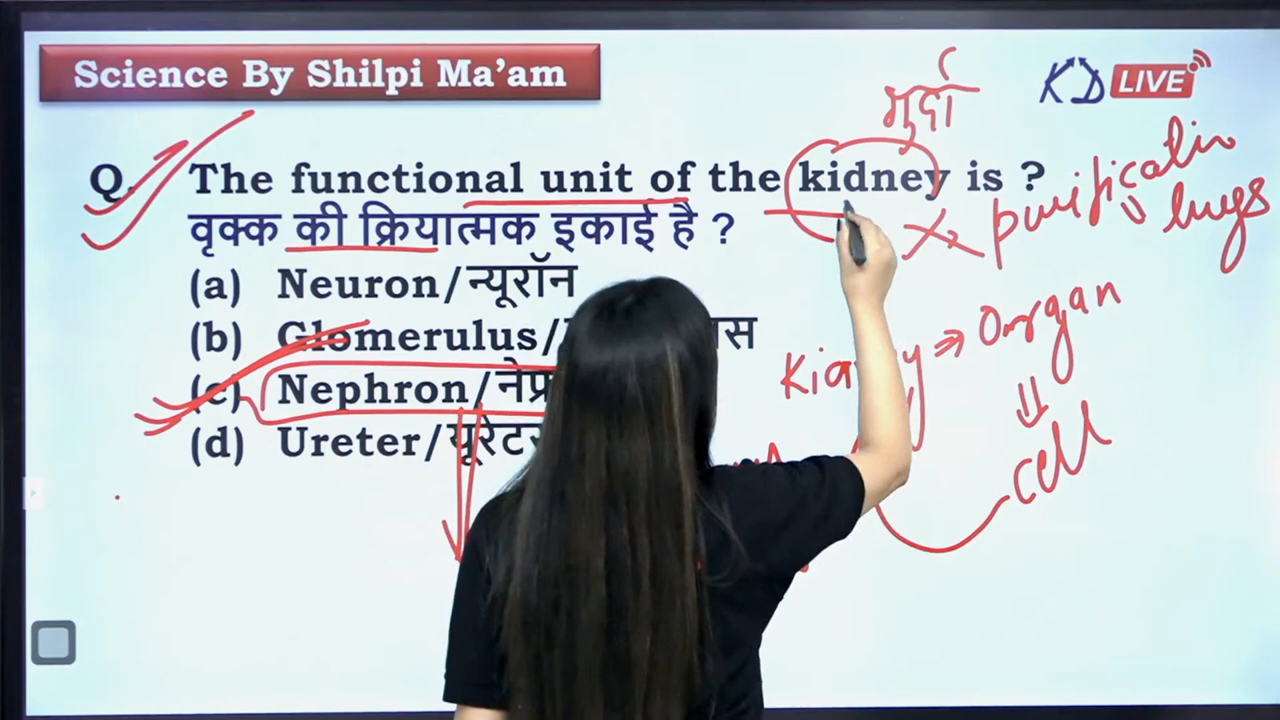 Science By Shilpi Ma'am
KD LIVE
गुर्दा
Q. The functional unit of the kidney is ?
वृक्क की क्रियात्मक इकाई है ?
purification
(a) Neuron/न्यूरॉन
(b) Glomerulus/
स
Organ
(c) Nephron/नेफ्र
(d) Ureter/यूरेटर
cell